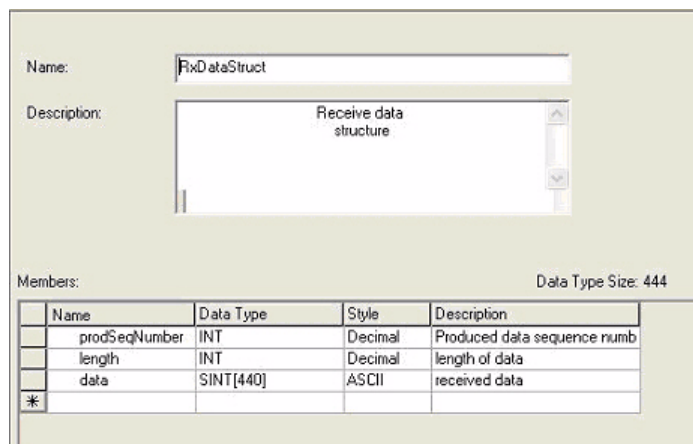 Name: RxDataStruct
Description: Receive data
structure
Members: Data Type Size: 444
Name Data Type Style Description
prodSeqNumber INT Decimal Produced data sequence numb
length INT Decimal length of data
data SINT[440] ASCII received data
*